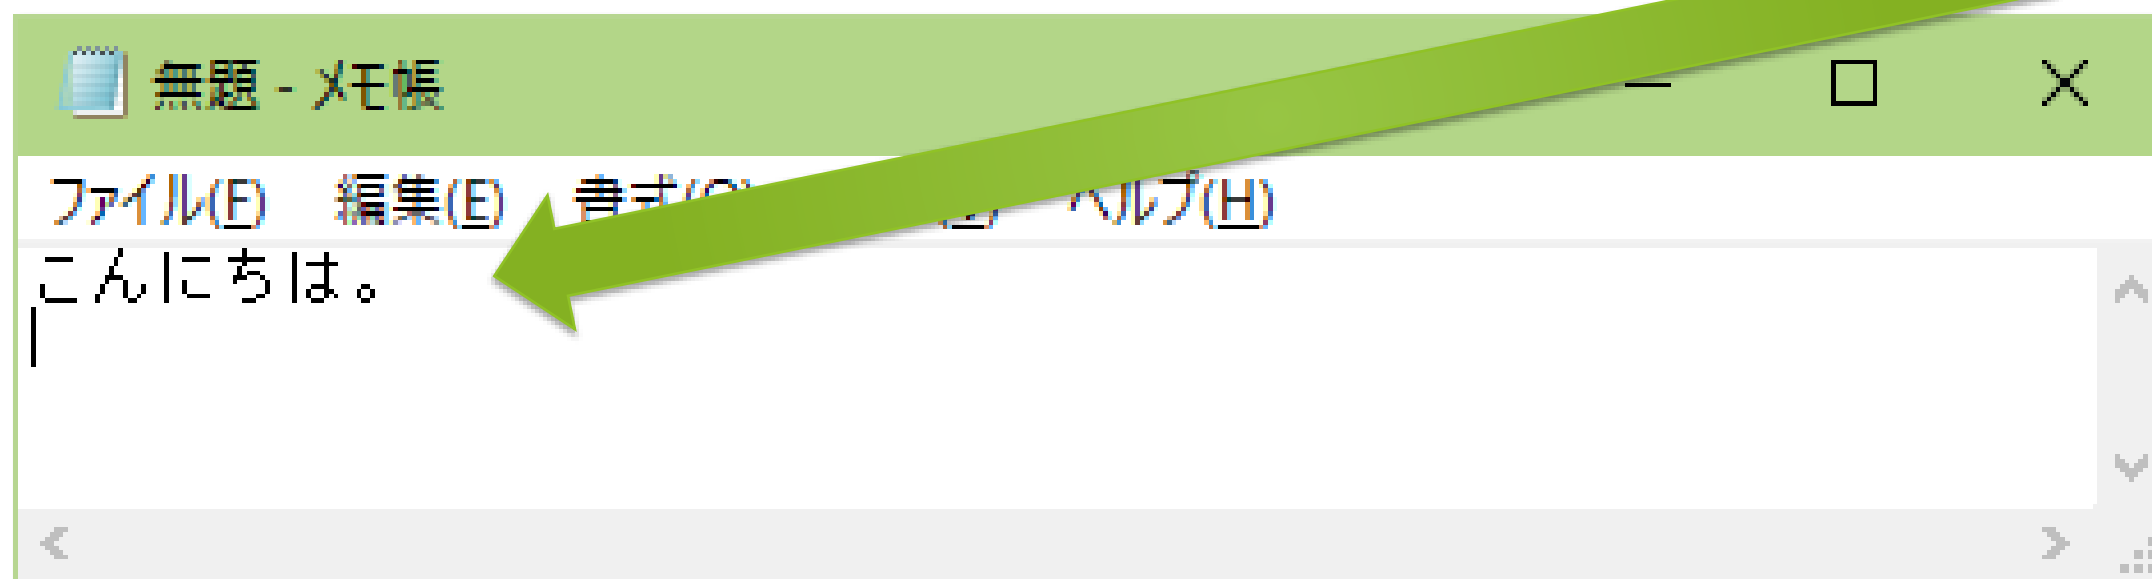 無題 - メモ帳
ファイル(F) 編集(E) ヘルプ(H)
こんにちは。